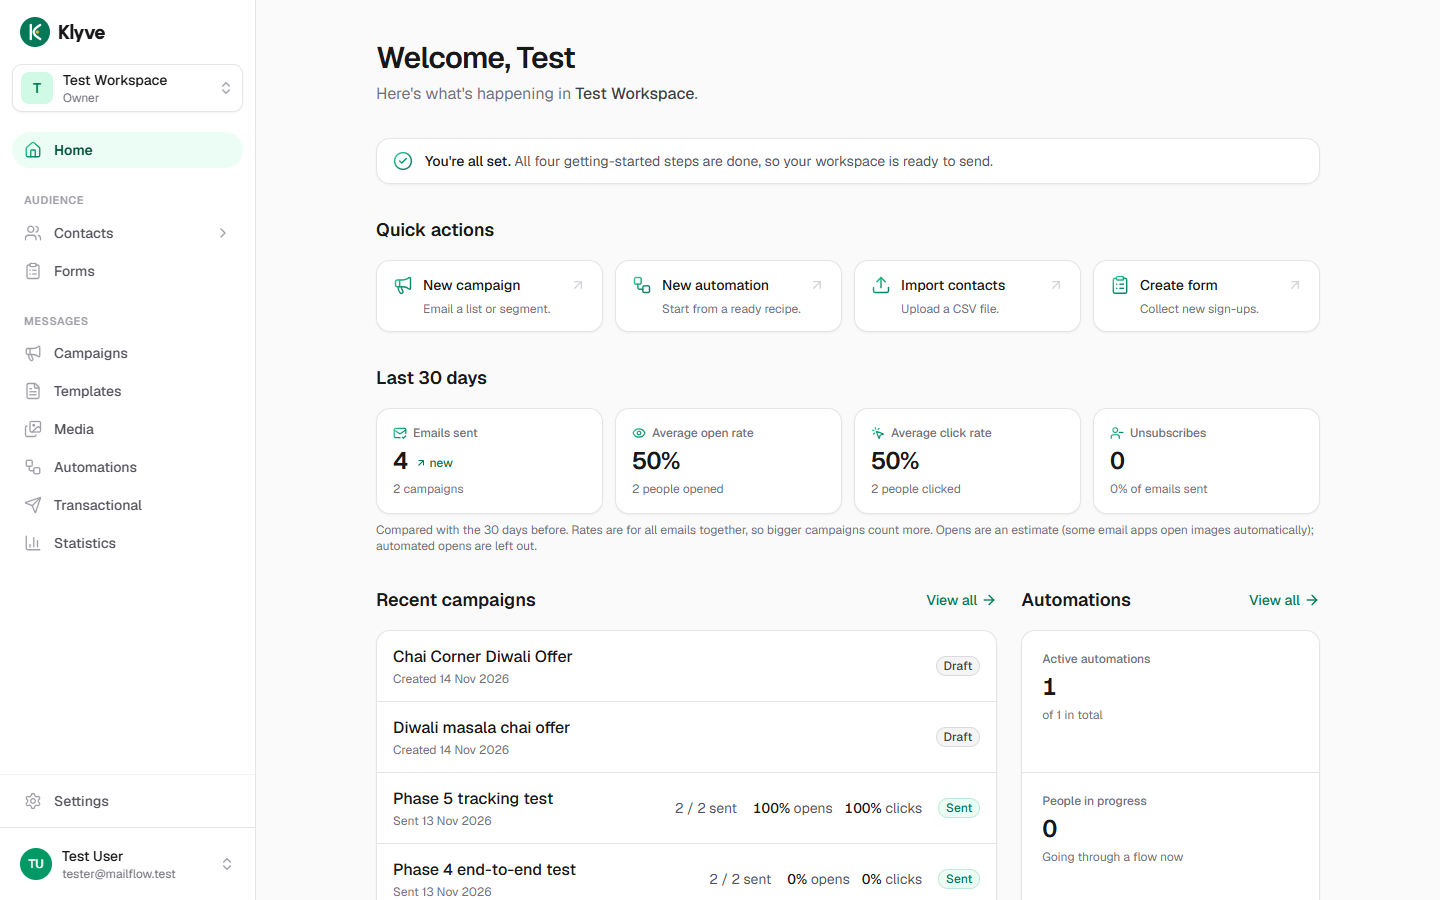 Klyve
T
Test Workspace
Owner
Home
AUDIENCE
Contacts
Forms
MESSAGES
Campaigns
Templates
Media
Automations
Transactional
Statistics
Settings
TU
Test User
tester@mailflow.test
Welcome, Test
Here's what's happening in Test Workspace.
You're all set. All four getting-started steps are done, so your workspace is ready to send.
Quick actions
New campaign
Email a list or segment.
New automation
Start from a ready recipe.
Import contacts
Upload a CSV file.
Create form
Collect new sign-ups.
Last 30 days
Emails sent
4 new
2 campaigns
Average open rate
50%
2 people opened
Average click rate
50%
2 people clicked
Unsubscribes
0
0% of emails sent
Compared with the 30 days before. Rates are for all emails together, so bigger campaigns count more. Opens are an estimate (some email apps open images automatically);
automated opens are left out.
Recent campaigns
View all
Chai Corner Diwali Offer
Created 14 Nov 2026
Draft
Diwali masala chai offer
Created 14 Nov 2026
Draft
Phase 5 tracking test
Sent 13 Nov 2026
2 / 2 sent 100% opens 100% clicks Sent
Phase 4 end-to-end test
Sent 13 Nov 2026
2 / 2 sent 0% opens 0% clicks Sent
Automations
View all
Active automations
1
of 1 in total
People in progress
0
Going through a flow now